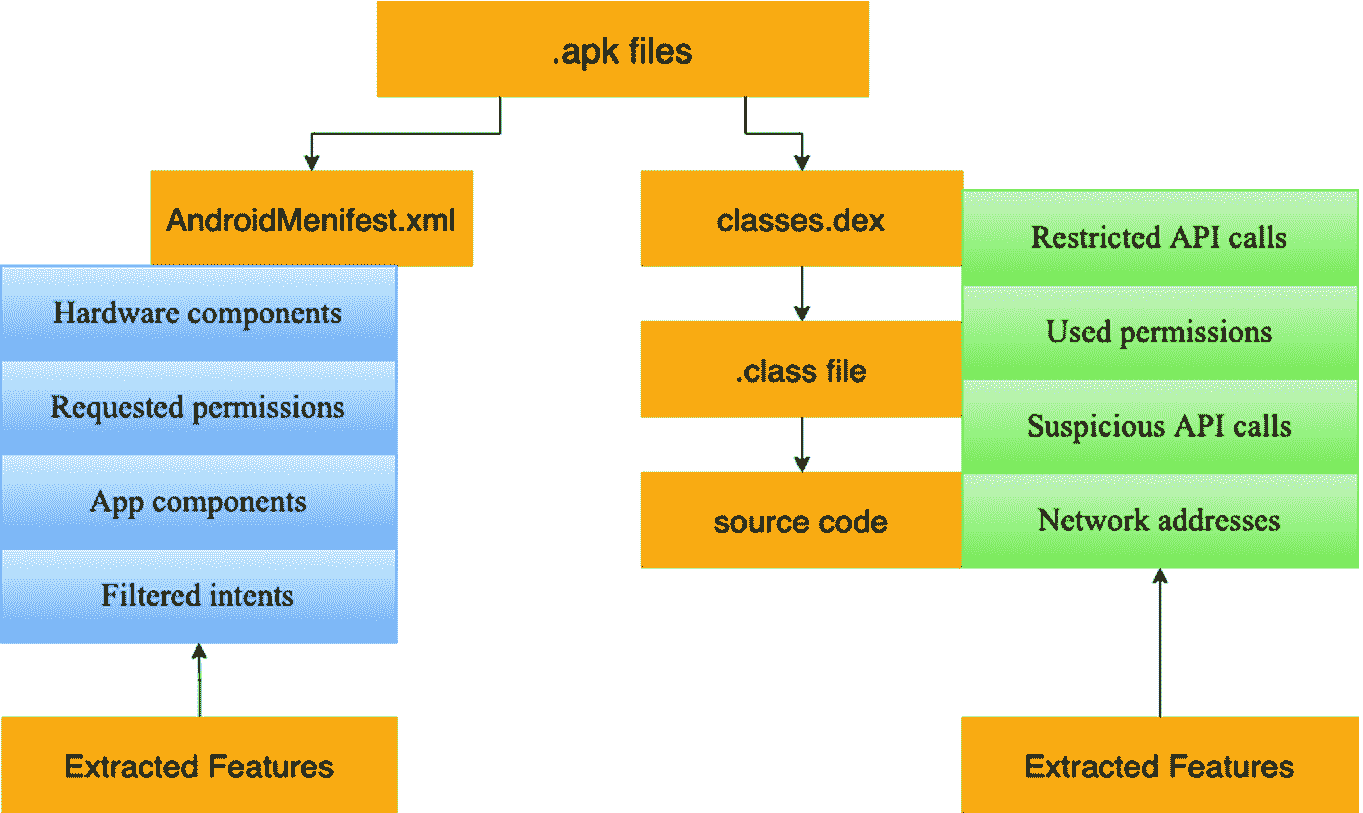 .apk files
AndroidMenifest.xml
Hardware components
Requested permissions
App components
Filtered intents
Extracted Features
classes.dex
.class file
source code
Restricted API calls
Used permissions
Suspicious API calls
Network addresses
Extracted Features